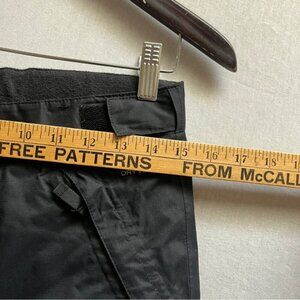 10 11 12 13 14 15 16 17 18
FREE PATTERNS FROM McCALL